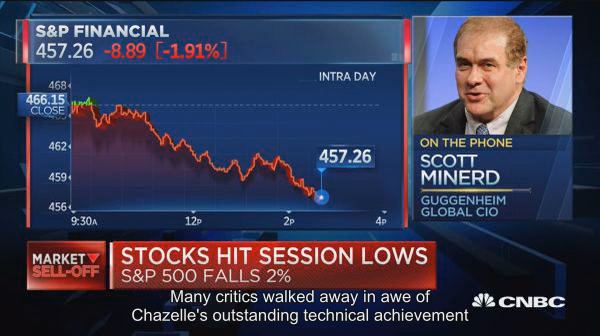 S&P FINANCIAL
457.26 -8.89 [-1.91%]
INTRA DAY
468
466.15
CLOSE
465
462
459
456
457.26
9:30A 12P 2P 4P
ON THE PHONE
SCOTT
MINERD
GUGGENHEIM
GLOBAL CIO
MARKET
SELL-OFF
STOCKS HIT SESSION LOWS
S&P 500 FALLS 2%
Many critics walked away in awe of
Chazelle's outstanding technical achievement
CNBC